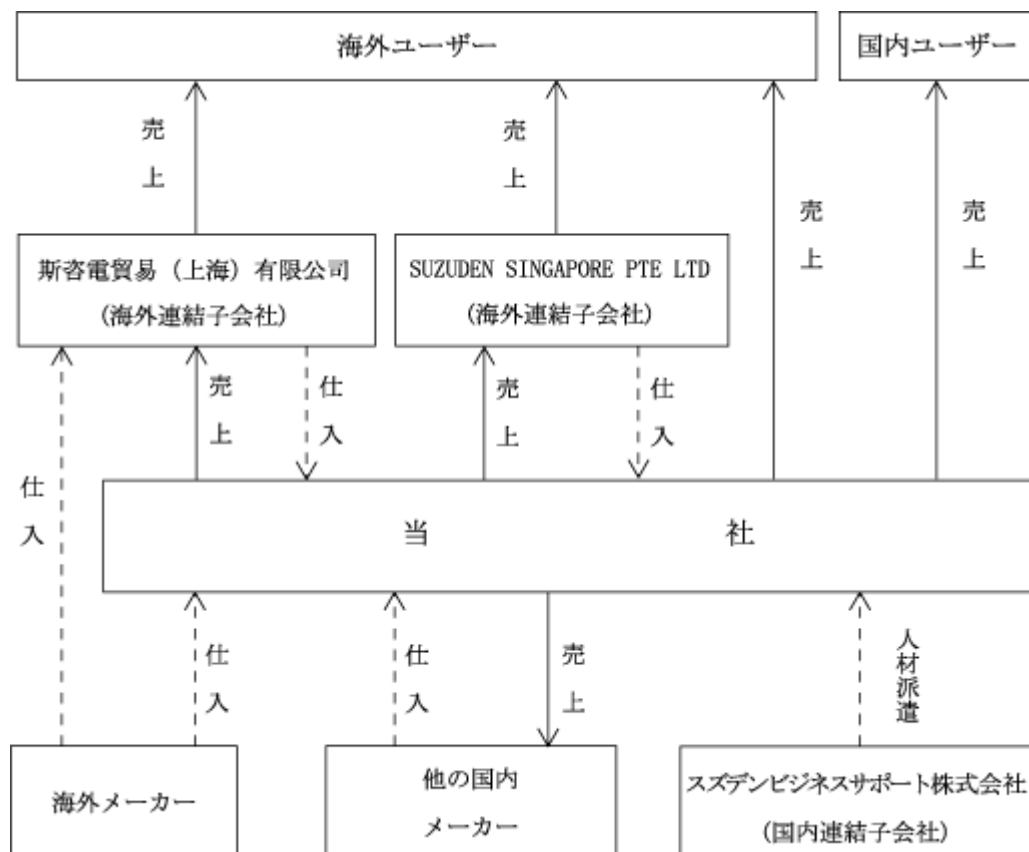 海外ユーザー
国内ユーザー
売上
売上
売上
売上
斯咨電貿易（上海）有限公司
(海外連結子会社)
SUZUDEN SINGAPORE PTE LTD
(海外連結子会社)
売上
仕入
売上
仕入
仕入
当社
仕入
仕入
売上
人材派遣
海外メーカー
他の国内
メーカー
スズデンビジネスサポート株式会社
(国内連結子会社)